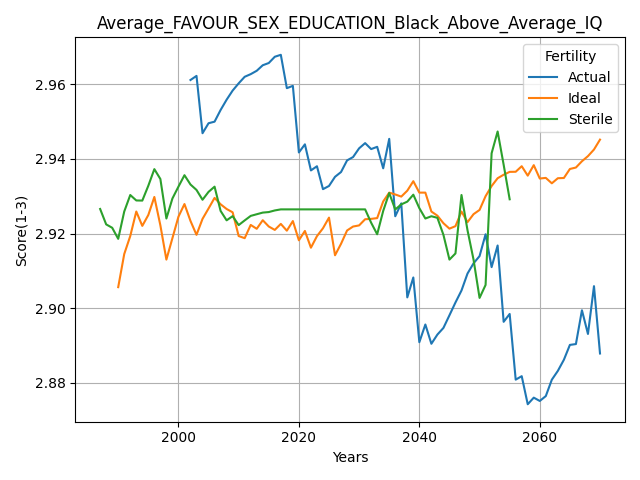 Average_FAVOUR_SEX_EDUCATION_Black_Above_Average_IQ
Fertility
Actual
Ideal
Sterile
Score(1-3)
2.96
2.94
2.92
2.90
2.88
2000
2020
2040
2060
Years